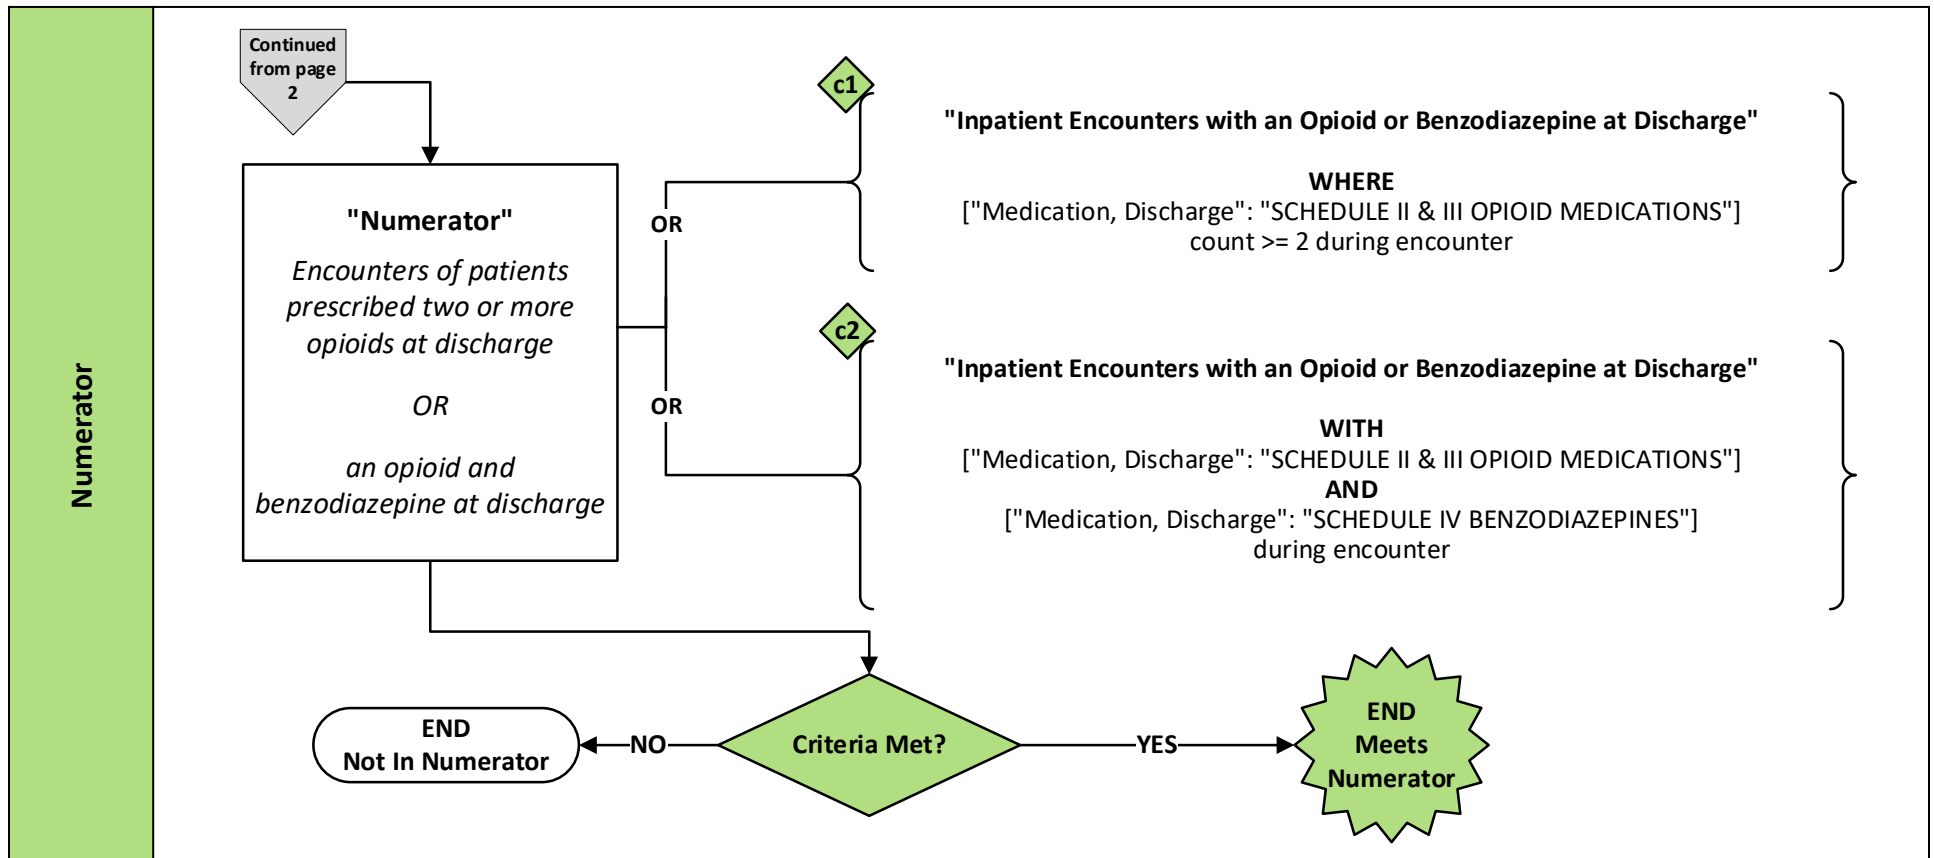 Numerator
Continued
from page
2
"Numerator"
Encounters of patients
prescribed two or more
opioids at discharge
OR
an opioid and
benzodiazepine at discharge
OR
OR
c1
"Inpatient Encounters with an Opioid or Benzodiazepine at Discharge"
WHERE
["Medication, Discharge": "SCHEDULE II & III OPIOID MEDICATIONS"]
count >= 2 during encounter
c2
"Inpatient Encounters with an Opioid or Benzodiazepine at Discharge"
WITH
["Medication, Discharge": "SCHEDULE II & III OPIOID MEDICATIONS"]
AND
["Medication, Discharge": "SCHEDULE IV BENZODIAZEPINES"]
during encounter
END
Not In Numerator
NO
Criteria Met?
YES
END
Meets
Numerator